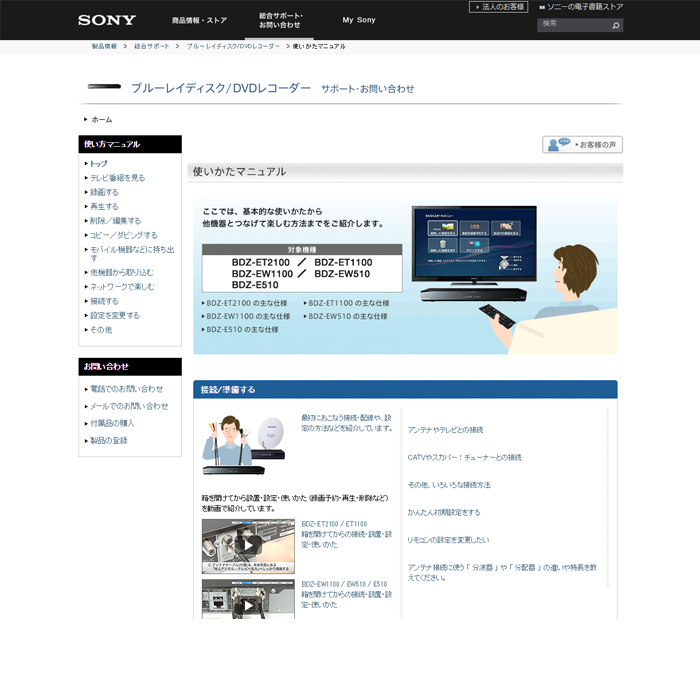 SONY
商品情報・ストア
総合サポート・
お問い合わせ
My Sony
法人のお客様
ソニーの電子書籍ストア
検索
製品情報 > 総合サポート > ブルーレイディスク/DVDレコーダー > 使いかたマニュアル
ブルーレイディスク/DVDレコーダー サポート・お問い合わせ
ホーム
使い方マニュアル
トップ
テレビ番組を見る
録画する
再生する
削除／編集する
コピー／ダビングする
モバイル機器などに持ち出
す
他機器から取り込む
ネットワークで楽しむ
接続する
設定を変更する
その他
お問い合わせ
電話でのお問い合わせ
メールでのお問い合わせ
付属品の購入
製品の登録
お客様の声
使いかたマニュアル
ここでは、基本的な使いかたから
他機器とつなげて楽しむ方法までをご紹介します。
対象機種
BDZ-ET2100 ／ BDZ-ET1100
BDZ-EW1100 ／ BDZ-EW510
BDZ-E510
BDZ-ET2100 の主な仕様
BDZ-ET1100 の主な仕様
BDZ-EW1100 の主な仕様
BDZ-EW510 の主な仕様
BDZ-E510 の主な仕様
接続/準備する
最初におこなう接続・配線や、設
定の方法などを紹介しています。
箱を開けてから設置・設定・使いかた（録画予約・再生・削除など）
を動画で紹介しています。
BDZ-ET2100 / ET1100
箱を開けてからの接続・設置・設
定・使いかた
BDZ-EW1100 / EW510 / E510
箱を開けてからの接続・設置・設
定・使いかた
アンテナやテレビとの接続
CATVやスカパー！チューナーとの接続
その他、いろいろな接続方法
かんたん初期設定をする
リモコンの設定を変更したい
アンテナ接続に使う「 分波器 」や「 分配器 」の違いや特長を教
えてください。